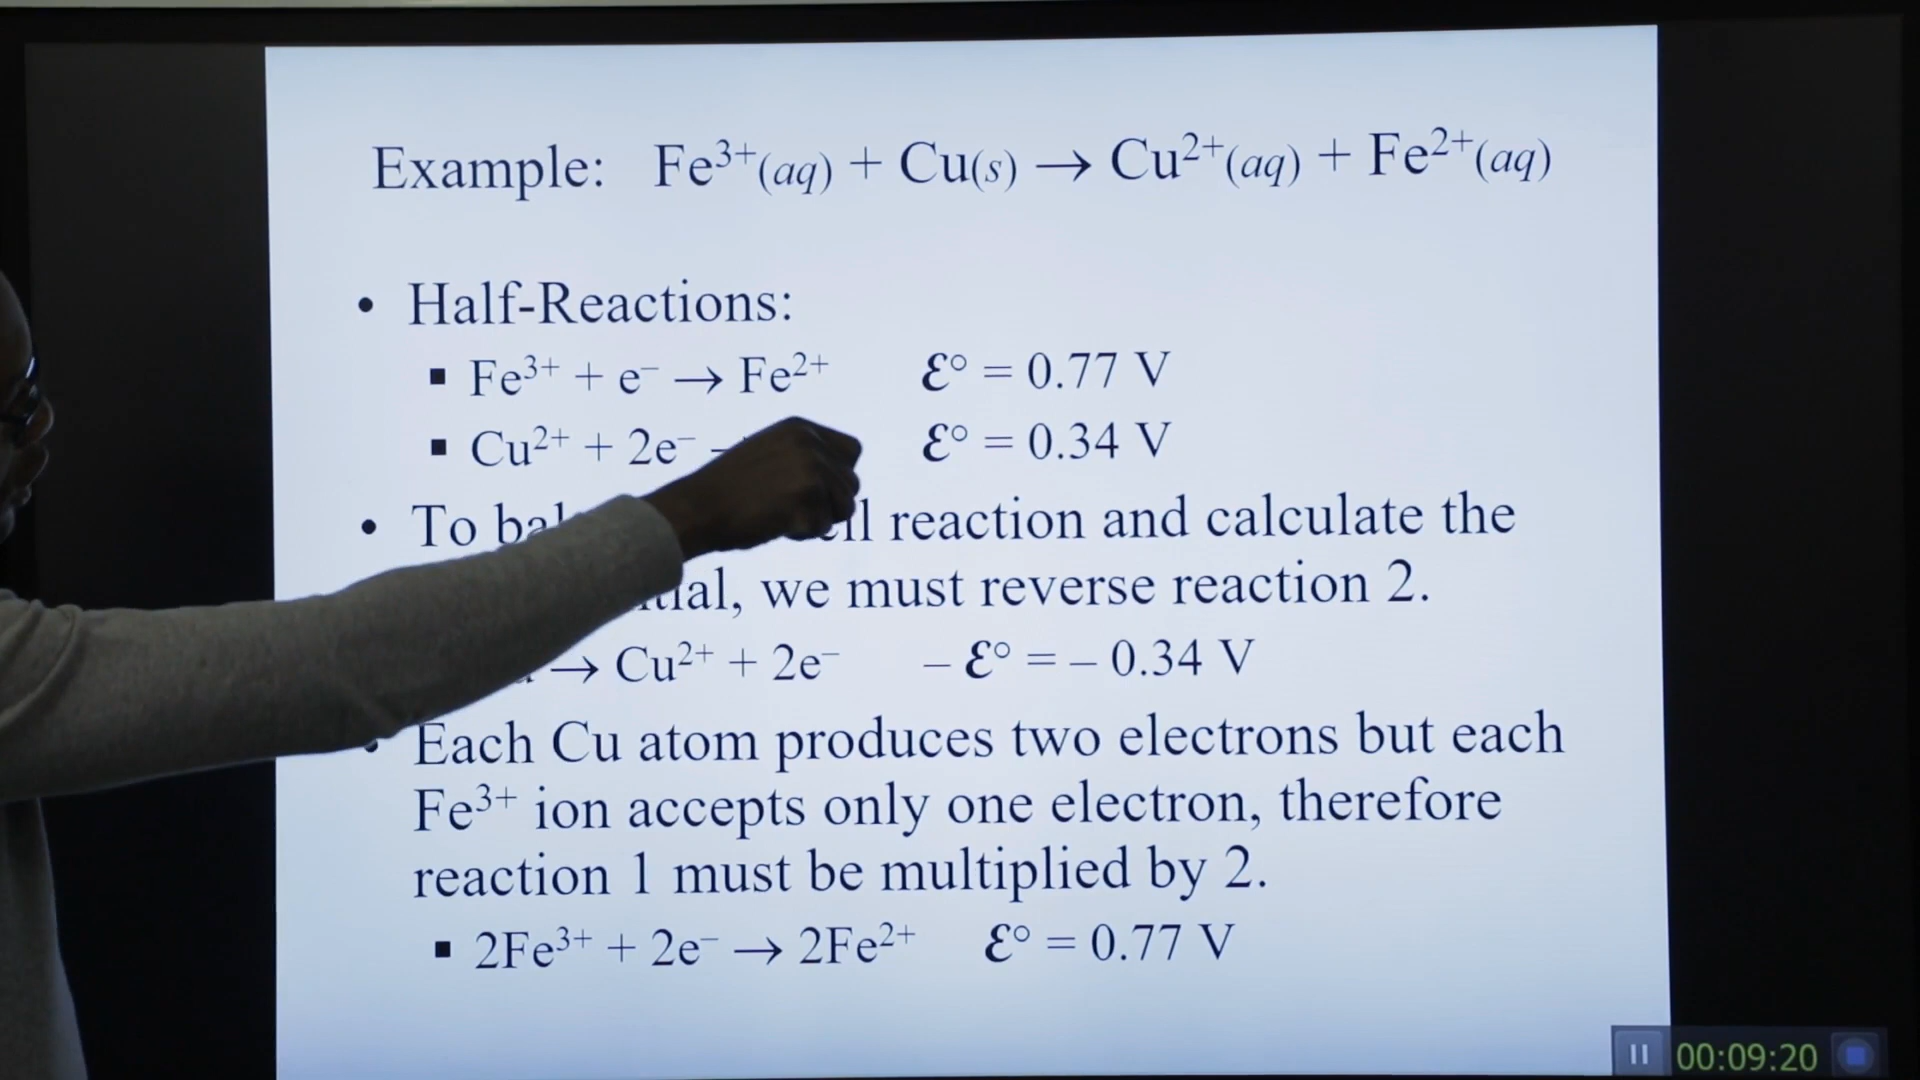 Example: Fe³⁺(aq) + Cu(s) → Cu²⁺(aq) + Fe²⁺(aq)
• Half-Reactions:
▪ Fe³⁺ + e⁻ → Fe²⁺ ℰ° = 0.77 V
▪ Cu²⁺ + 2e⁻ ℰ° = 0.34 V
• To reaction and calculate the
we must reverse reaction 2.
→ Cu²⁺ + 2e⁻ – ℰ° = – 0.34 V
• Each Cu atom produces two electrons but each
Fe³⁺ ion accepts only one electron, therefore
reaction 1 must be multiplied by 2.
▪ 2Fe³⁺ + 2e⁻ → 2Fe²⁺ ℰ° = 0.77 V
00:09:20